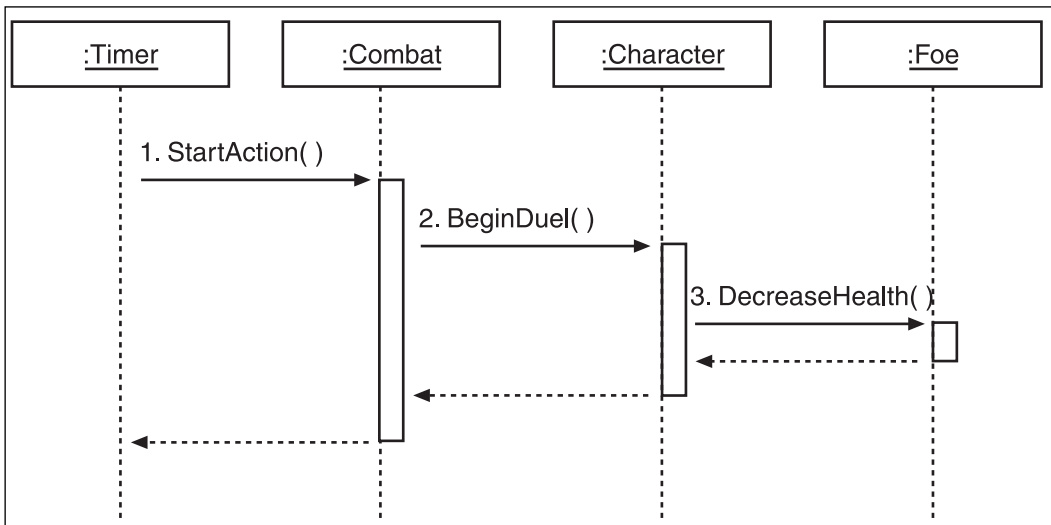 :Timer
:Combat
:Character
:Foe
1. StartAction( )
2. BeginDuel( )
3. DecreaseHealth( )